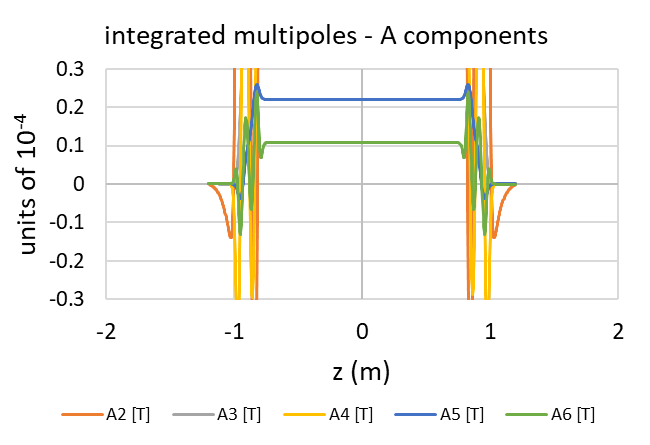 integrated multipoles - A components
units of 10⁻⁴
0.3
0.2
0.1
0
-0.1
-0.2
-0.3
-2 -1 0 1 2
z (m)
A2 [T] A3 [T] A4 [T] A5 [T] A6 [T]